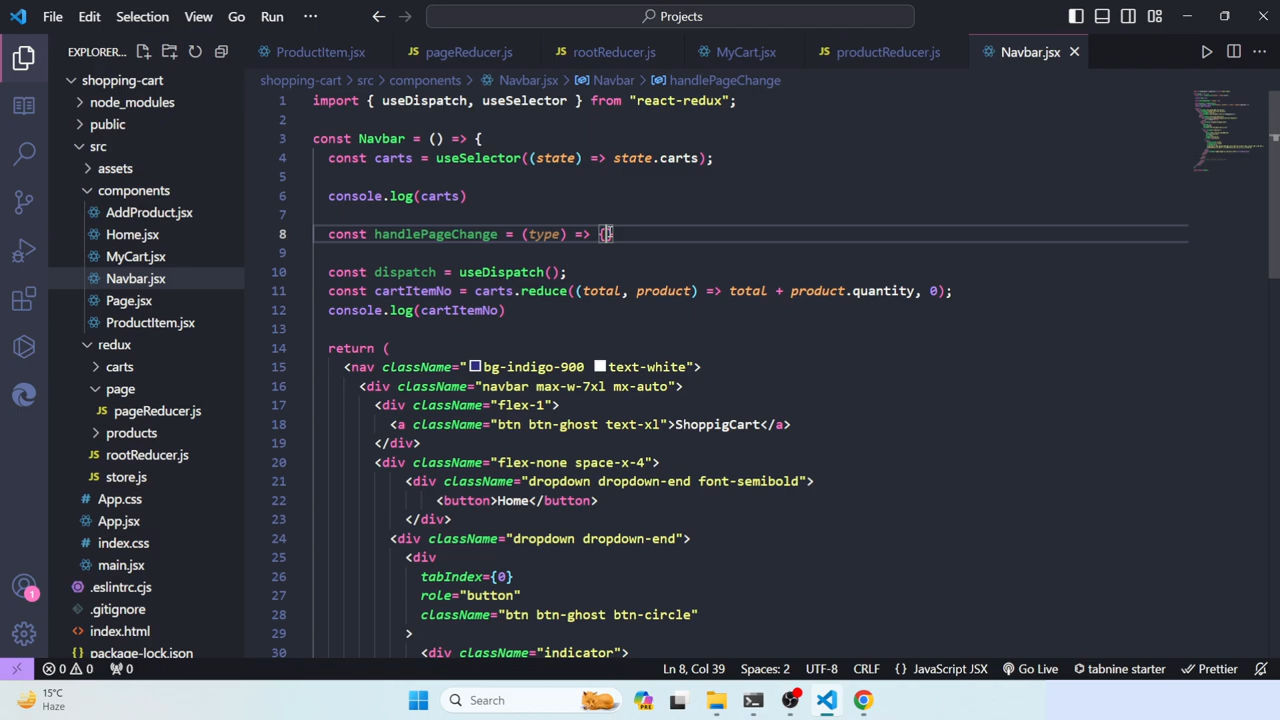 File Edit Selection View Go Run ··· Projects
EXPLORER... ProductItem.jsx JS pageReducer.js JS rootReducer.js MyCart.jsx JS productReducer.js Navbar.jsx
shopping-cart > src > components > Navbar.jsx > Navbar > handlePageChange
shopping-cart
node_modules
public
src
assets
components
AddProduct.jsx
Home.jsx
MyCart.jsx
Navbar.jsx
Page.jsx
ProductItem.jsx
redux
carts
page
JS pageReducer.js
products
JS rootReducer.js
JS store.js
App.css
App.jsx
index.css
main.jsx
.eslintrc.cjs
.gitignore
index.html
package-lock.json
1 import { useDispatch, useSelector } from "react-redux";
2
3 const Navbar = () => {
4 const carts = useSelector((state) => state.carts);
5
6 console.log(carts)
7
8 const handlePageChange = (type) => {}
9
10 const dispatch = useDispatch();
11 const cartItemNo = carts.reduce((total, product) => total + product.quantity, 0);
12 console.log(cartItemNo)
13
14 return (
15 <nav className="bg-indigo-900 text-white">
16 <div className="navbar max-w-7xl mx-auto">
17 <div className="flex-1">
18 <a className="btn btn-ghost text-xl">ShoppigCart</a>
19 </div>
20 <div className="flex-none space-x-4">
21 <div className="dropdown dropdown-end font-semibold">
22 <button>Home</button>
23 </div>
24 <div className="dropdown dropdown-end">
25 <div
26 tabIndex={0}
27 role="button"
28 className="btn btn-ghost btn-circle"
29 >
30 <div className="indicator">
1
0 0 0 Ln 8, Col 39 Spaces: 2 UTF-8 CRLF {} JavaScript JSX Go Live tabnine starter Prettier
15°C
Haze
Search
PRE